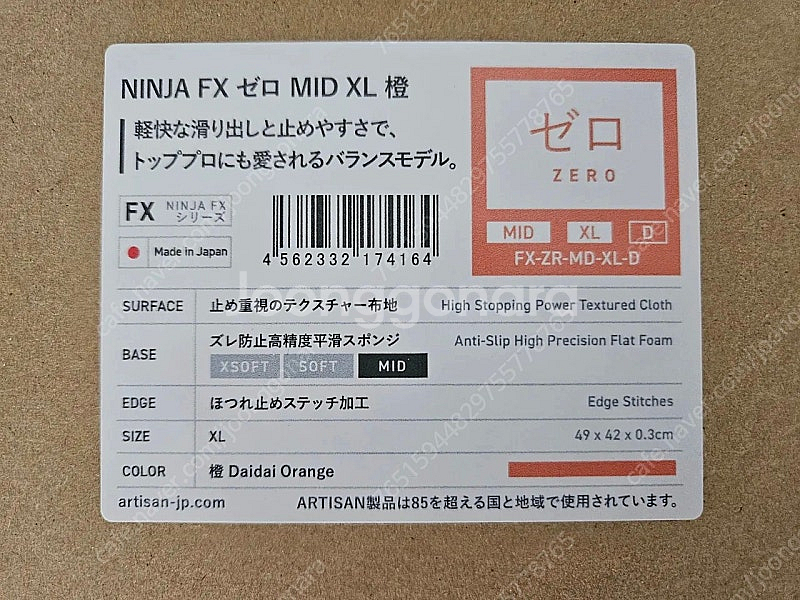 NINJA FX ゼロ MID XL 橙
軽快な滑り出しと止めやすさで、
トッププロにも愛されるバランスモデル。
FX NINJA FX シリーズ
Made in Japan
4 562332 174164
ゼロ
ZERO
MID XL D
FX-ZR-MD-XL-D
SURFACE 止め重視のテクスチャー布地 High Stopping Power Textured Cloth
BASE ズレ防止高精度平滑スポンジ Anti-Slip High Precision Flat Foam
XSOFT SOFT MID
EDGE ほつれ止めステッチ加工 Edge Stitches
SIZE XL 49 x 42 x 0.3cm
COLOR 橙 Daidai Orange
artisan-jp.com ARTISAN製品は85を超える国と地域で使用されています。
Joonggonara